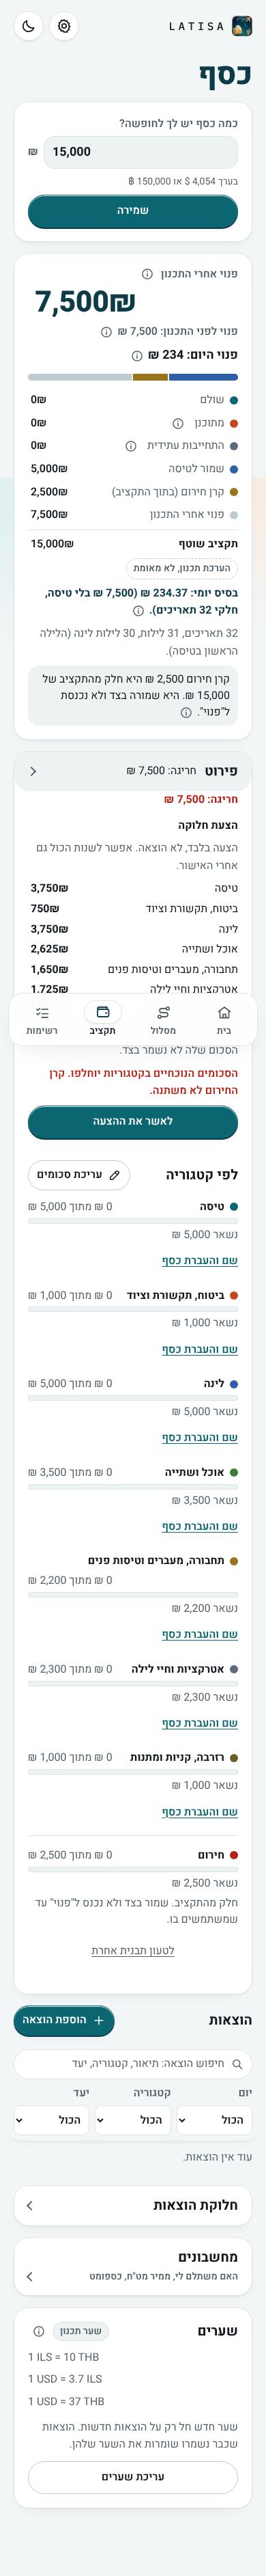 LATISA
כסף
כמה כסף יש לך לחופשה?
15,000 ₪
בערך 4,054 $ או 150,000 ฿
שמירה
פנוי אחרי התכנון
7,500₪
פנוי לפני התכנון: 7,500 ₪
פנוי היום: 234 ₪
שולם 0₪
מתוכנן 0₪
התחייבות עתידית 0₪
שמור לטיסה 5,000₪
קרן חירום (בתוך התקציב) 2,500₪
פנוי אחרי התכנון 7,500₪
תקציב שוטף 15,000₪
הערכת תכנון, לא מאומת
בסיס יומי: 234.37 ₪ (7,500 ₪ בלי טיסה,
חלקי 32 תאריכים).
32 תאריכים, 31 לילות, 30 לילות לינה (הלילה
הראשון בטיסה).
קרן חירום 2,500 ₪ היא חלק מהתקציב של
15,000 ₪. היא שמורה בצד ולא נכנסת
ל"פנוי".
פירוט חריגה: 7,500 ₪
חריגה: 7,500 ₪
הצעת חלוקה
הצעה בלבד, לא הוצאה. אפשר לשנות הכול גם
אחרי האישור.
טיסה 3,750₪
ביטוח, תקשורת וציוד 750₪
לינה 3,750₪
אוכל ושתייה 2,625₪
תחבורה, מעברים וטיסות פנים 1,650₪
אטרקציות וחיי לילה 1,725₪
בית מסלול תקציב רשימות
הסכום שלה לא נשמר בצד.
הסכומים הנוכחיים בקטגוריות יוחלפו. קרן
החירום לא משתנה.
לאשר את ההצעה
לפי קטגוריה עריכת סכומים
טיסה 0 ₪ מתוך 5,000 ₪
נשאר 5,000 ₪
שם והעברת כסף
ביטוח, תקשורת וציוד 0 ₪ מתוך 1,000 ₪
נשאר 1,000 ₪
שם והעברת כסף
לינה 0 ₪ מתוך 5,000 ₪
נשאר 5,000 ₪
שם והעברת כסף
אוכל ושתייה 0 ₪ מתוך 3,500 ₪
נשאר 3,500 ₪
שם והעברת כסף
תחבורה, מעברים וטיסות פנים
0 ₪ מתוך 2,200 ₪
נשאר 2,200 ₪
שם והעברת כסף
אטרקציות וחיי לילה 0 ₪ מתוך 2,300 ₪
נשאר 2,300 ₪
שם והעברת כסף
רזרבה, קניות ומתנות 0 ₪ מתוך 1,000 ₪
נשאר 1,000 ₪
שם והעברת כסף
חירום 0 ₪ מתוך 2,500 ₪
נשאר 2,500 ₪
חלק מהתקציב. שמור בצד ולא נכנס ל"פנוי" עד
שמשתמשים בו.
לטעון תבנית אחרת
הוצאות + הוספת הוצאה
חיפוש הוצאה: תיאור, קטגוריה, יעד
יום קטגוריה יעד
הכול הכול הכול
עוד אין הוצאות.
חלוקת הוצאות
מחשבונים
האם משתלם לי, ממיר מט"ח, כספומט
שערים שער תכנון
1 ILS = 10 THB
1 USD = 3.7 ILS
1 USD = 37 THB
שער חדש חל רק על הוצאות חדשות. הוצאות
שכבר נשמרו שומרות את השער שלהן.
עריכת שערים